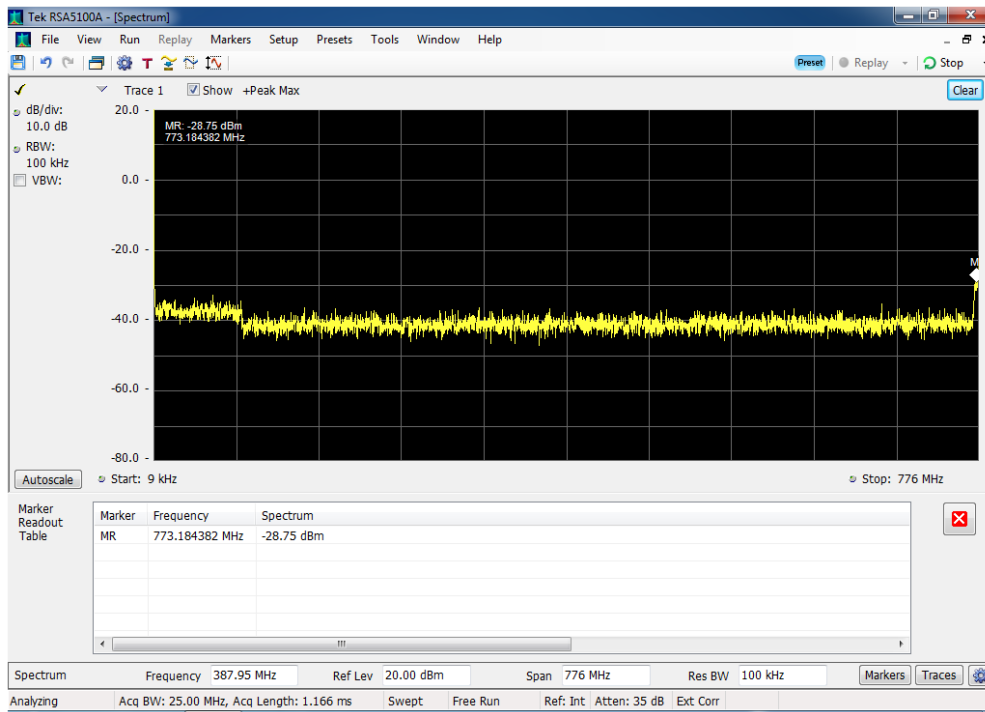 Tek RSA5100A - [Spectrum]
File View Run Replay Markers Setup Presets Tools Window Help
T Preset Replay Stop
Trace 1 Show +Peak Max Clear
dB/div:
10.0 dB
RBW:
100 kHz
VBW:
20.0 -
MR: -28.75 dBm
773.184382 MHz
0.0 -
-20.0 -
M
-40.0 -
-60.0 -
-80.0 -
Autoscale Start: 9 kHz Stop: 776 MHz
Marker
Readout
Table
Marker Frequency Spectrum
MR 773.184382 MHz -28.75 dBm
Spectrum Frequency 387.95 MHz Ref Lev 20.00 dBm Span 776 MHz Res BW 100 kHz Markers Traces
Analyzing Acq BW: 25.00 MHz, Acq Length: 1.166 ms Swept Free Run Ref: Int Atten: 35 dB Ext Corr